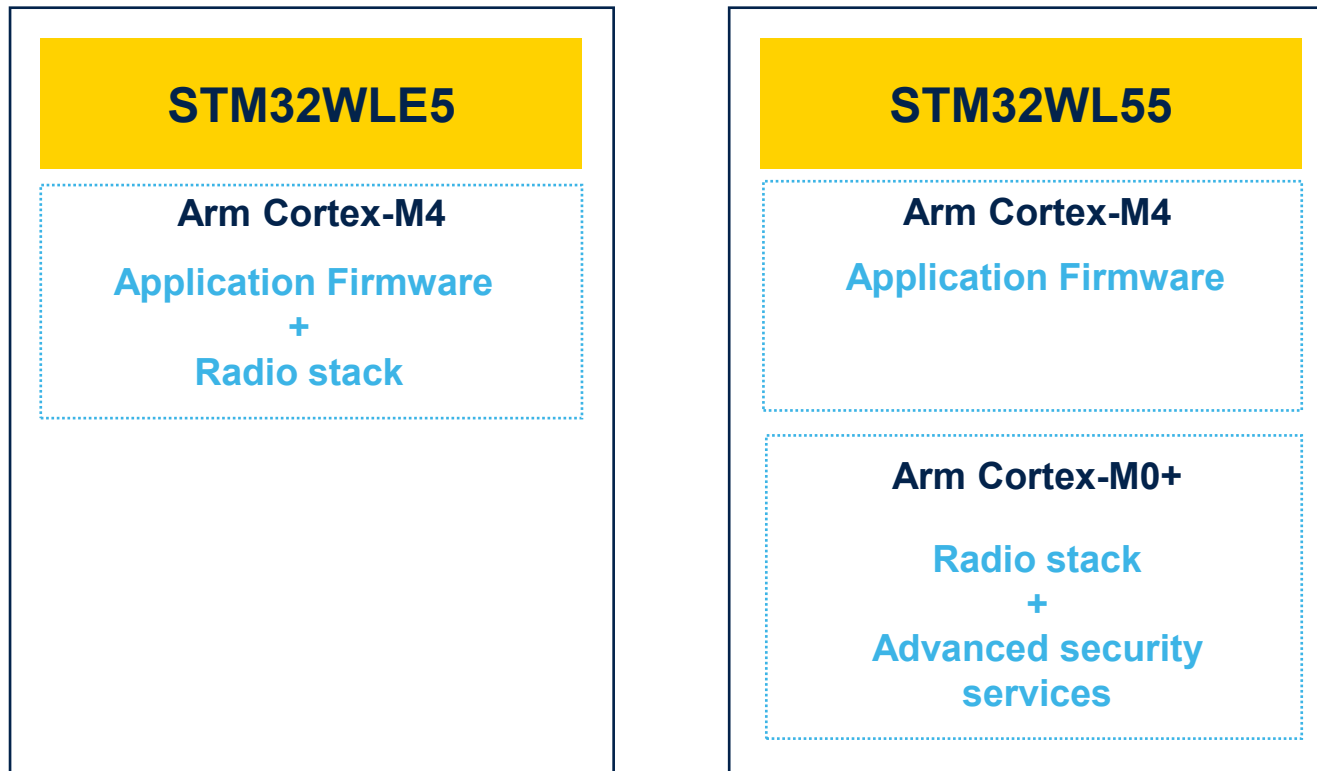 STM32WLE5
Arm Cortex-M4
Application Firmware
+
Radio stack
STM32WL55
Arm Cortex-M4
Application Firmware
Arm Cortex-M0+
Radio stack
+
Advanced security
services